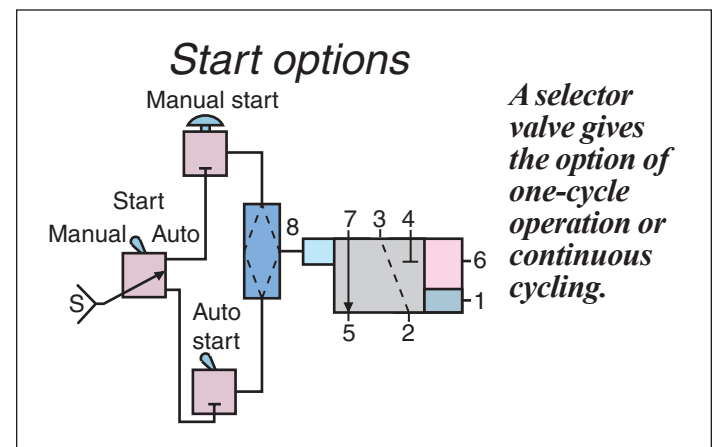 Start options
Manual start
A selector
valve gives
the option of
one-cycle
operation or
continuous
cycling.
Start
Manual Auto
S
Auto
start
8
7 3 4
6
1
5 2